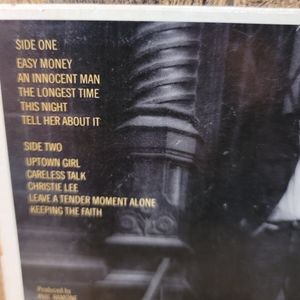 SIDE ONE
EASY MONEY
AN INNOCENT MAN
THE LONGEST TIME
THIS NIGHT
TELL HER ABOUT IT
SIDE TWO
UPTOWN GIRL
CARELESS TALK
CHRISTIE LEE
LEAVE A TENDER MOMENT ALONE
KEEPING THE FAITH
Produced by